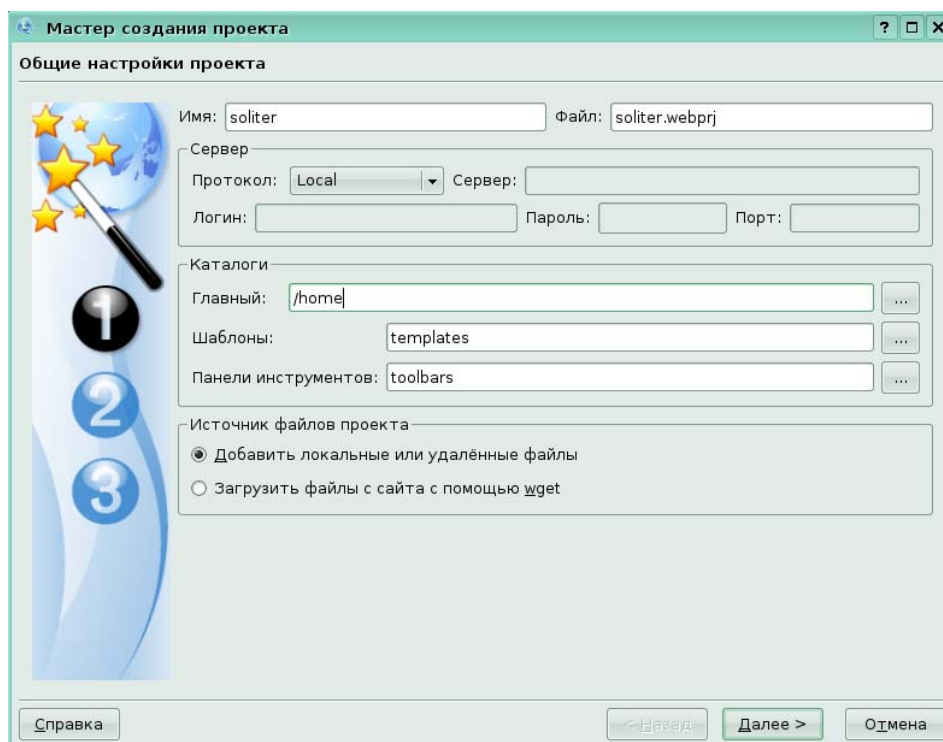 Мастер создания проекта
Общие настройки проекта
Имя: soliter Файл: soliter.webprj
Сервер
Протокол: Local Сервер:
Логин: Пароль: Порт:
Каталоги
Главный: /home ...
Шаблоны: templates ...
Панели инструментов: toolbars ...
Источник файлов проекта
Добавить локальные или удалённые файлы
Загрузить файлы с сайта с помощью wget
1
2
3
Справка < Назад Далее > Отмена